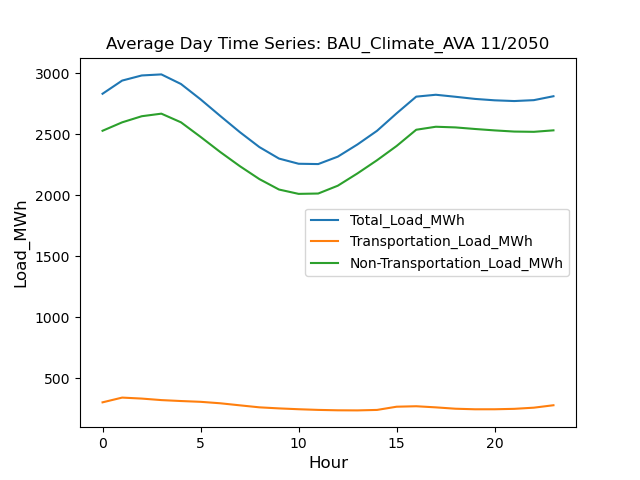 Average Day Time Series: BAU_Climate_AVA 11/2050
3000
2500
2000
1500
1000
500
Load_MWh
Total_Load_MWh
Transportation_Load_MWh
Non-Transportation_Load_MWh
0 5 10 15 20
Hour